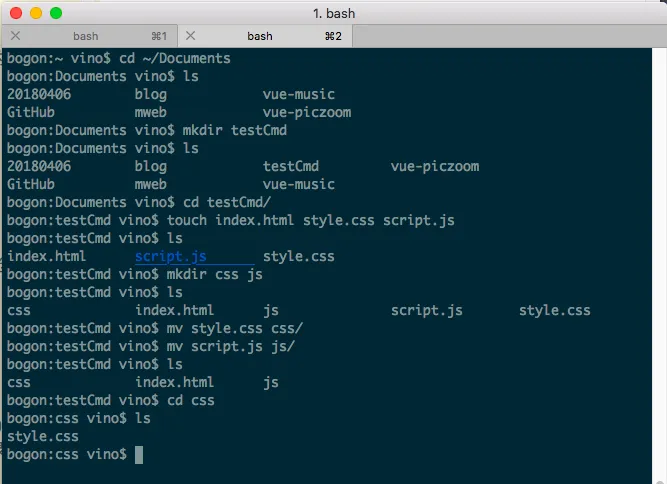 1. bash
bash ⌘1 bash ⌘2
bogon:~ vino$ cd ~/Documents
bogon:Documents vino$ ls
20180406 blog vue-music
GitHub mweb vue-piczoom
bogon:Documents vino$ mkdir testCmd
bogon:Documents vino$ ls
20180406 blog testCmd vue-piczoom
GitHub mweb vue-music
bogon:Documents vino$ cd testCmd/
bogon:testCmd vino$ touch index.html style.css script.js
bogon:testCmd vino$ ls
index.html script.js style.css
bogon:testCmd vino$ mkdir css js
bogon:testCmd vino$ ls
css index.html js script.js style.css
bogon:testCmd vino$ mv style.css css/
bogon:testCmd vino$ mv script.js js/
bogon:testCmd vino$ ls
css index.html js
bogon:testCmd vino$ cd css
bogon:css vino$ ls
style.css
bogon:css vino$